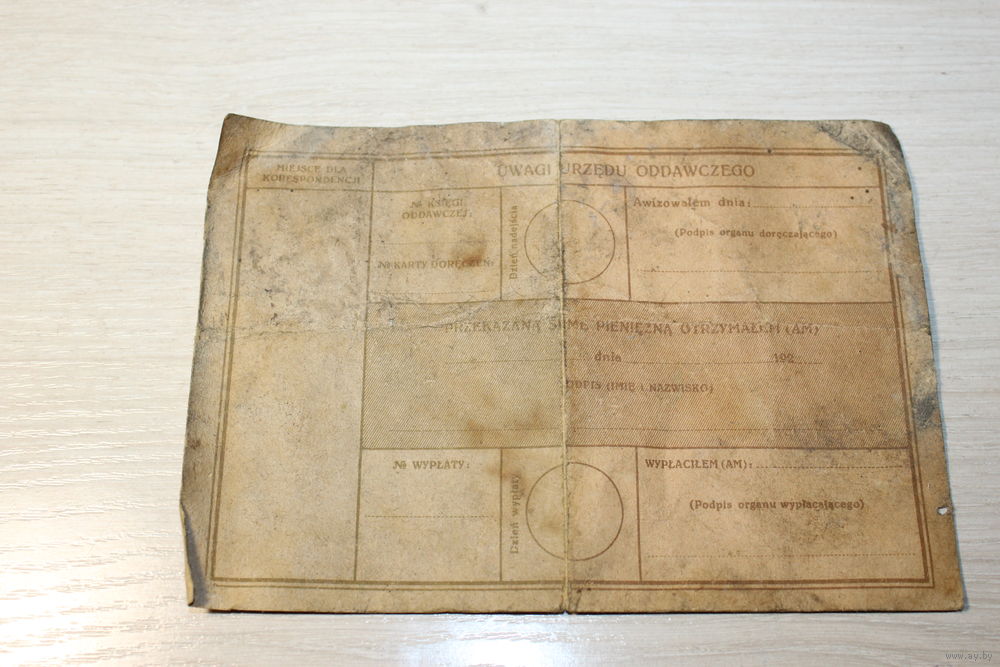 MIEJSCE DLA
KORESPONDENCJI
UWAGI URZĘDU ODDAWCZEGO
№ KSIĘGI
ODDAWCZEJ:
№ KARTY DORĘCZEŃ:
Dzień nadejścia
Awizowałem dnia:
(Podpis organu doręczającego)
PRZEKAZANĄ SUMĘ PIENIĘŻNĄ OTRZYMAŁEM (AM)
dnia 192
PODPIS (IMIĘ i NAZWISKO)
№ WYPŁATY:
Dzień wypłaty
WYPŁACIŁEM (AM):
(Podpis organu wypłacającego)
www.ay.by